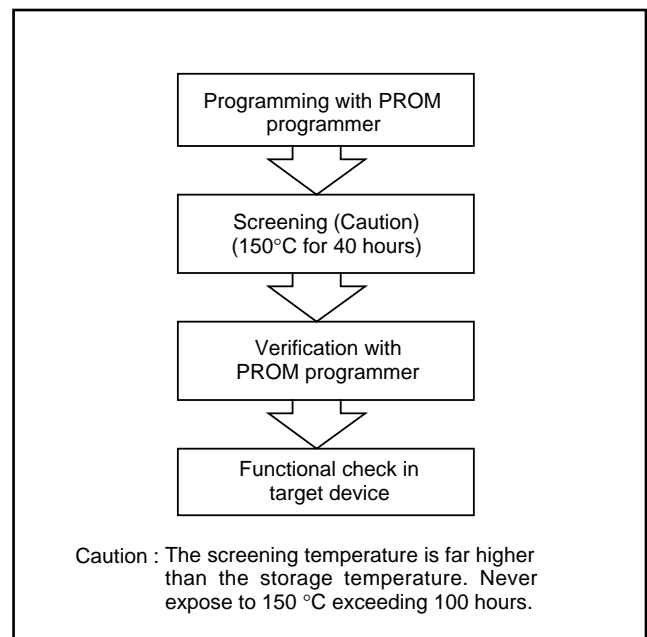 Programming with PROM
programmer
Screening (Caution)
(150°C for 40 hours)
Verification with
PROM programmer
Functional check in
target device
Caution : The screening temperature is far higher
than the storage temperature. Never
expose to 150 °C exceeding 100 hours.